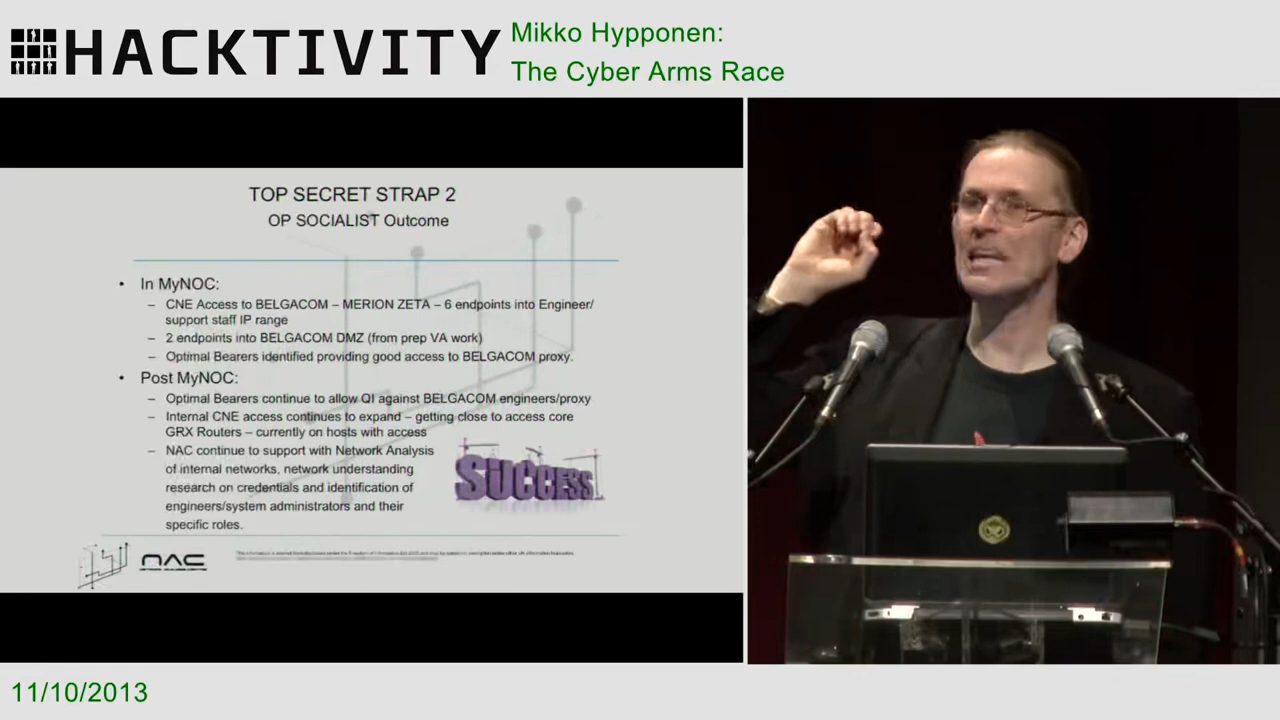 HACKTIVITY
Mikko Hypponen:
The Cyber Arms Race
TOP SECRET STRAP 2
OP SOCIALIST Outcome
• In MyNOC:
– CNE Access to BELGACOM – MERION ZETA – 6 endpoints into Engineer/
support staff IP range
– 2 endpoints into BELGACOM DMZ (from prep VA work)
– Optimal Bearers identified providing good access to BELGACOM proxy.
• Post MyNOC:
– Optimal Bearers continue to allow QI against BELGACOM engineers/proxy
– Internal CNE access continues to expand – getting close to access core
GRX Routers – currently on hosts with access
– NAC continue to support with Network Analysis
of internal networks, network understanding
research on credentials and identification of
engineers/system administrators and their
specific roles.
SUCCESS
NAC
11/10/2013